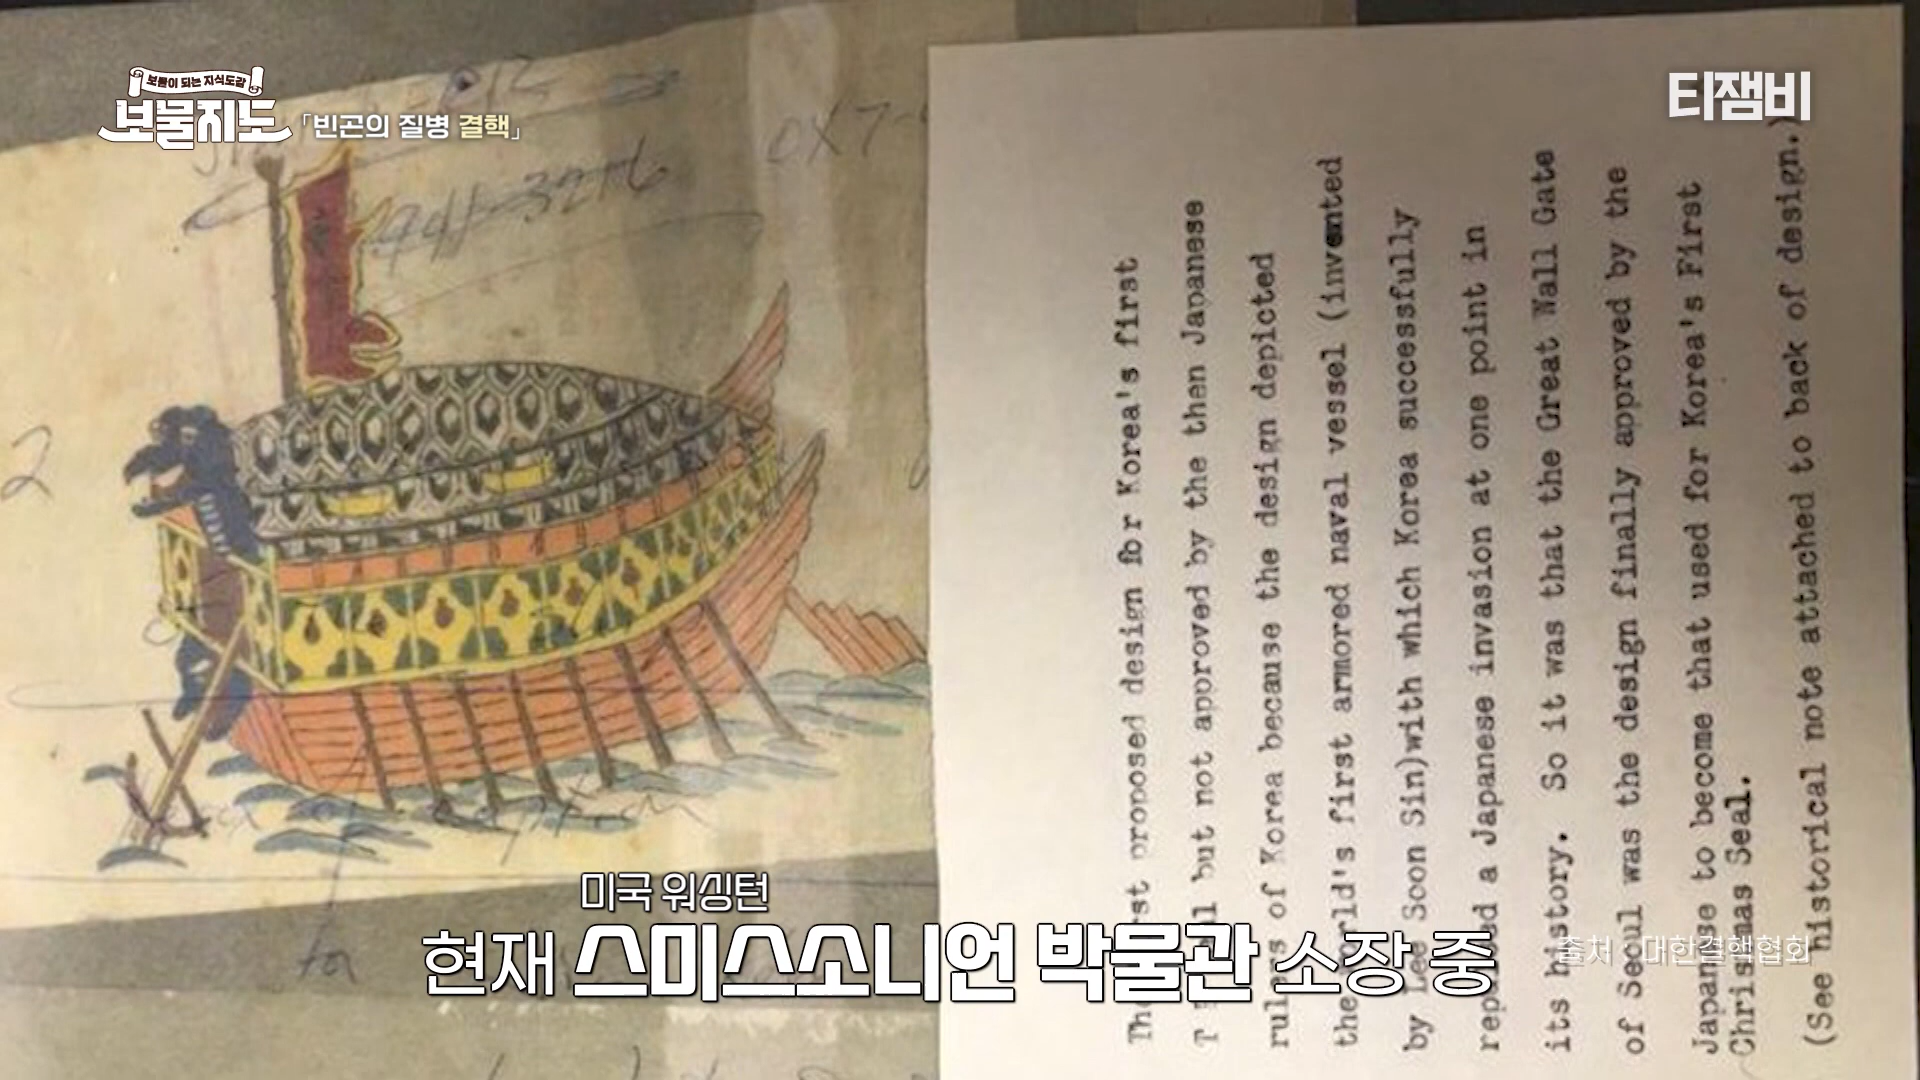 보물이 되는 지식도감
보물지도
「빈곤의 질병 결핵」
티잼비
2
The first proposed design for Korea's first
but not approved by the then Japanese
rulers of Korea because the design depicted
the world's first armored naval vessel (invented
by Lee Soon Sin)with which Korea successfully
repulsed a Japanese invasion at one point in
its history. So it was that the Great Wall Gate
of Seoul was the design finally approved by the
Japanese to become that used for Korea's First
Christmas Seal.
(See historical note attached to back of design.)
미국 워싱턴
현재 스미스소니언 박물관 소장 중
출처 : 대한결핵협회